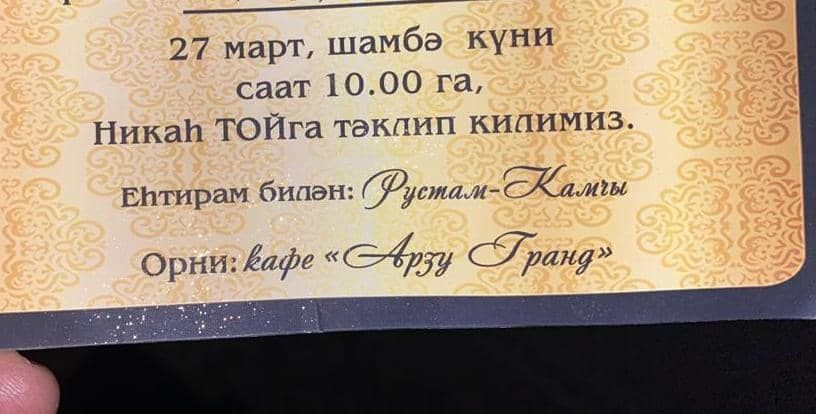 27 март, шамбә күни
саат 10.00 га,
Никаһ ТОЙга тәклип килимиз.
Еһтирам билән: Рустам-Камчы
Орни: кафе «Арзу Гранд»